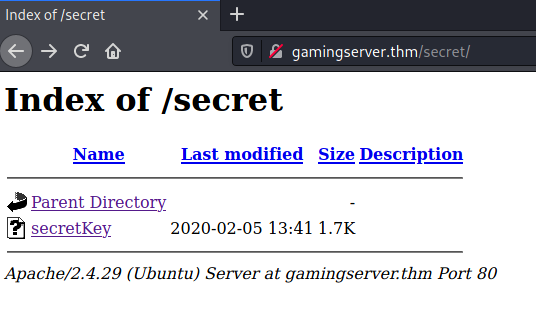 Index of /secret
gamingserver.thm/secret/
Index of /secret
Name Last modified Size Description
Parent Directory -
secretKey 2020-02-05 13:41 1.7K
Apache/2.4.29 (Ubuntu) Server at gamingserver.thm Port 80